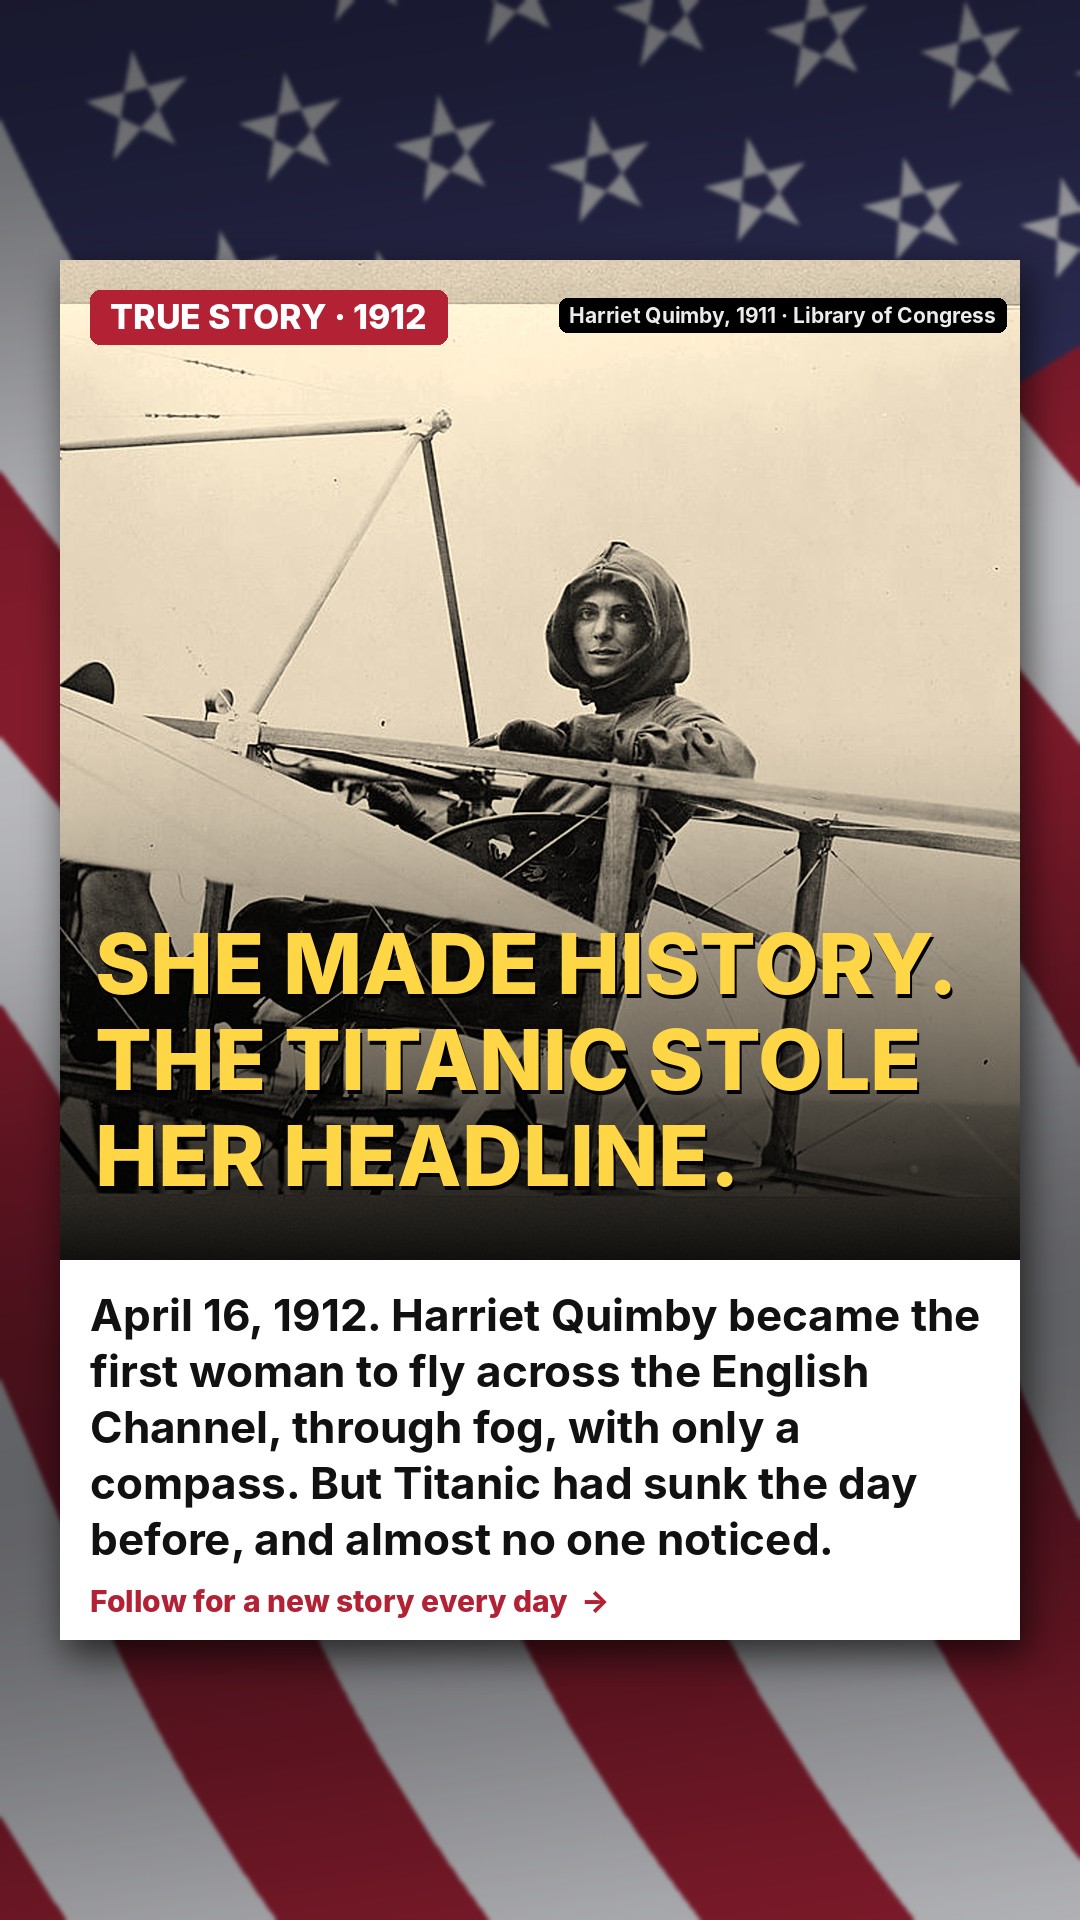 TRUE STORY · 1912
Harriet Quimby, 1911 · Library of Congress
SHE MADE HISTORY.
THE TITANIC STOLE
HER HEADLINE.
April 16, 1912. Harriet Quimby became the
first woman to fly across the English
Channel, through fog, with only a
compass. But Titanic had sunk the day
before, and almost no one noticed.
Follow for a new story every day →